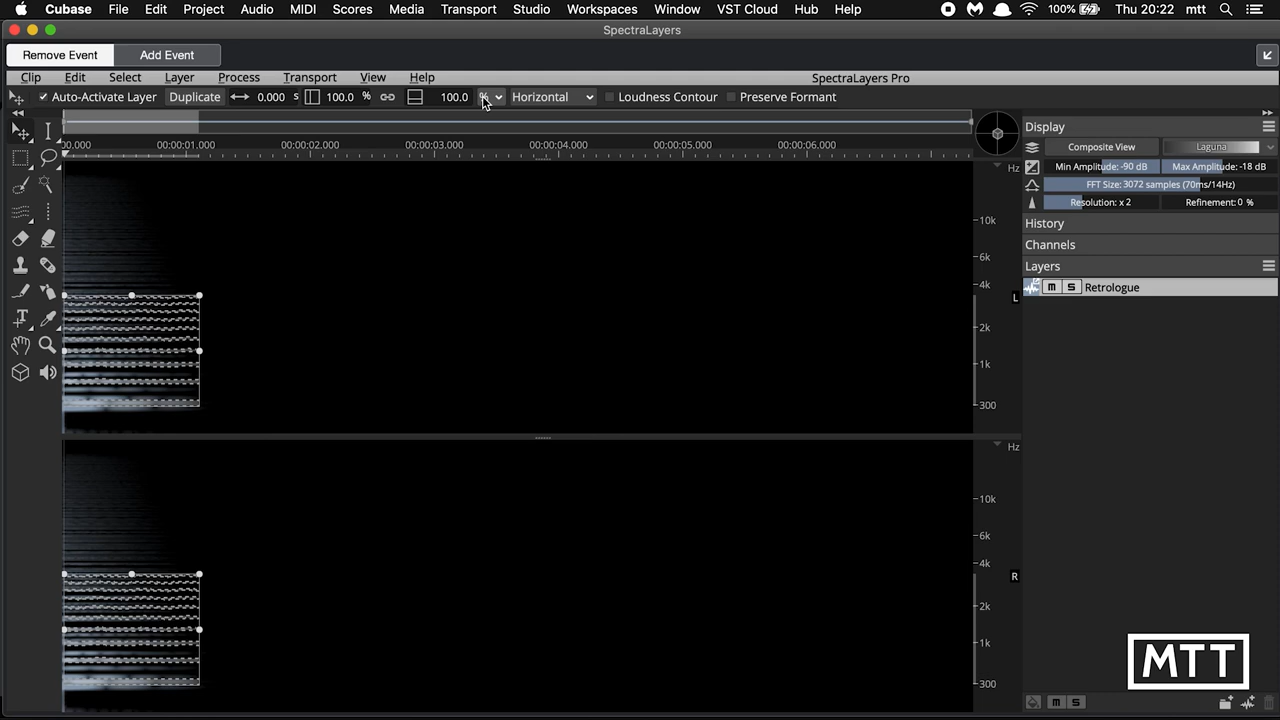 Cubase File Edit Project Audio MIDI Scores Media Transport Studio Workspaces Window VST Cloud Hub Help 100% Thu 20:22 mtt
SpectraLayers
Remove Event Add Event
Clip Edit Select Layer Process Transport View Help SpectraLayers Pro
Auto-Activate Layer Duplicate 0.000 s 100.0 % 100.0 % Horizontal Loudness Contour Preserve Formant
Display
00.000 00:00:01.000 00:00:02.000 00:00:03.000 00:00:04.000 00:00:05.000 00:00:06.000
Composite View Laguna
Hz
Min Amplitude: -90 dB Max Amplitude: -18 dB
FFT Size: 3072 samples (70ms/14Hz)
Resolution: x 2 Refinement: 0 %
10k
History
Channels
6k
Layers
4k
m S Retrologue
L
2k
1k
300
Hz
10k
6k
4k
R
2k
1k
MTT
300
m S